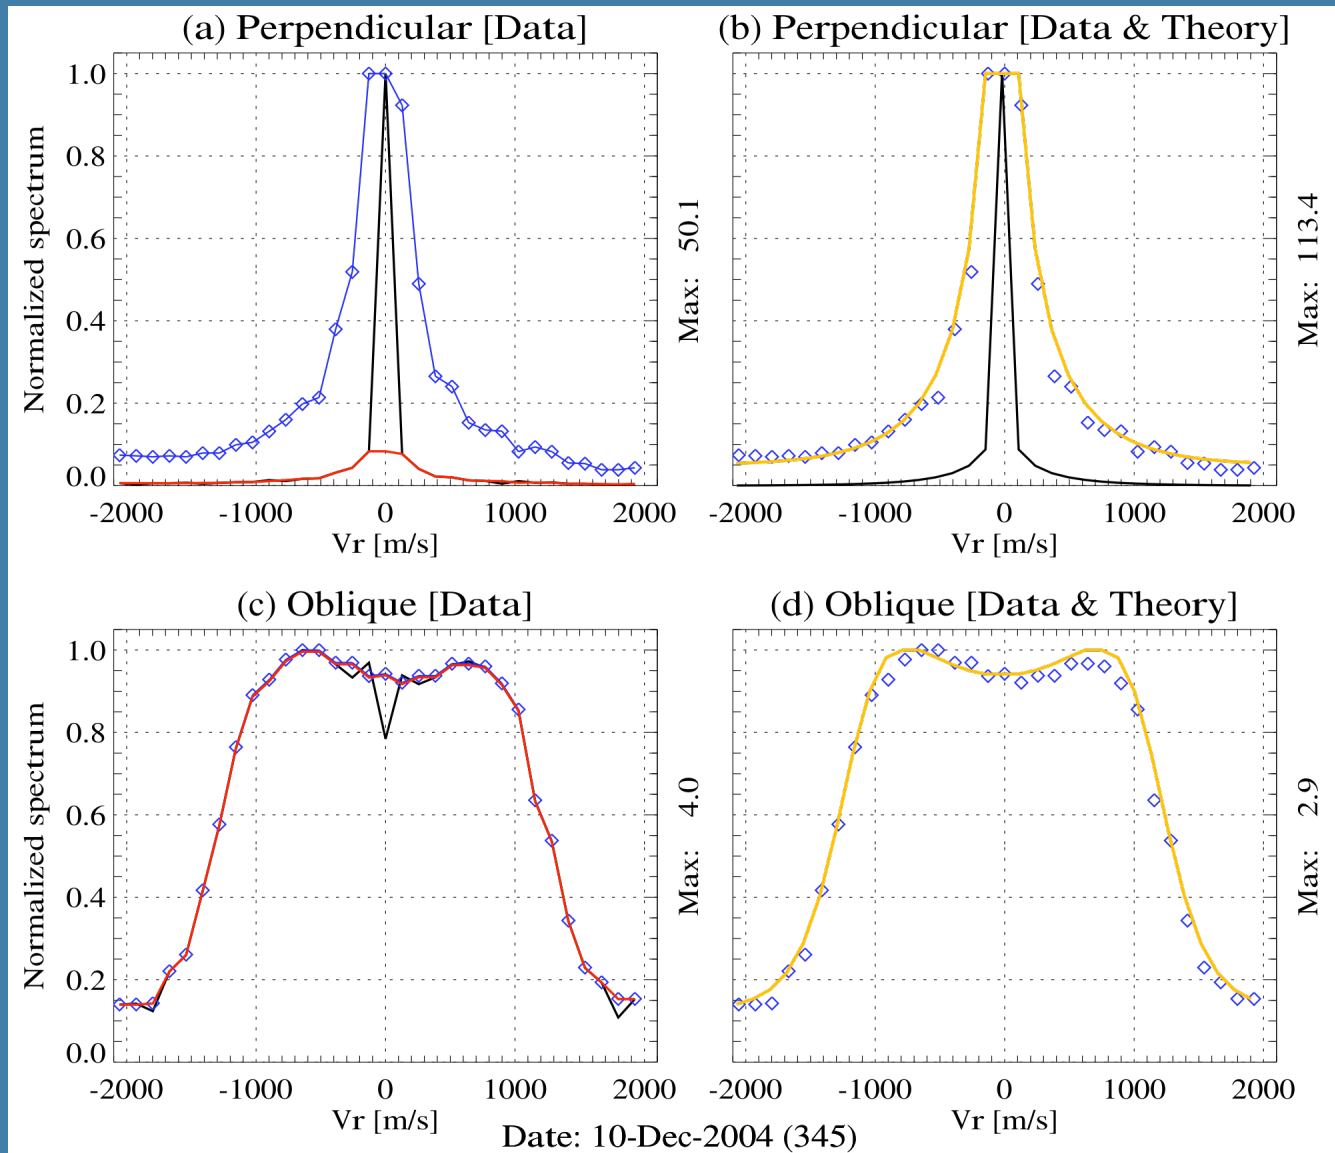 (a) Perpendicular [Data]
Normalized spectrum
1.0
0.8
0.6
0.4
0.2
0.0
-2000 -1000 0 1000 2000
Vr [m/s]
Max: 50.1
(b) Perpendicular [Data & Theory]
-2000 -1000 0 1000 2000
Vr [m/s]
Max: 113.4
(c) Oblique [Data]
Normalized spectrum
1.0
0.8
0.6
0.4
0.2
0.0
-2000 -1000 0 1000 2000
Vr [m/s]
Max: 4.0
(d) Oblique [Data & Theory]
-2000 -1000 0 1000 2000
Vr [m/s]
Max: 2.9
Date: 10-Dec-2004 (345)